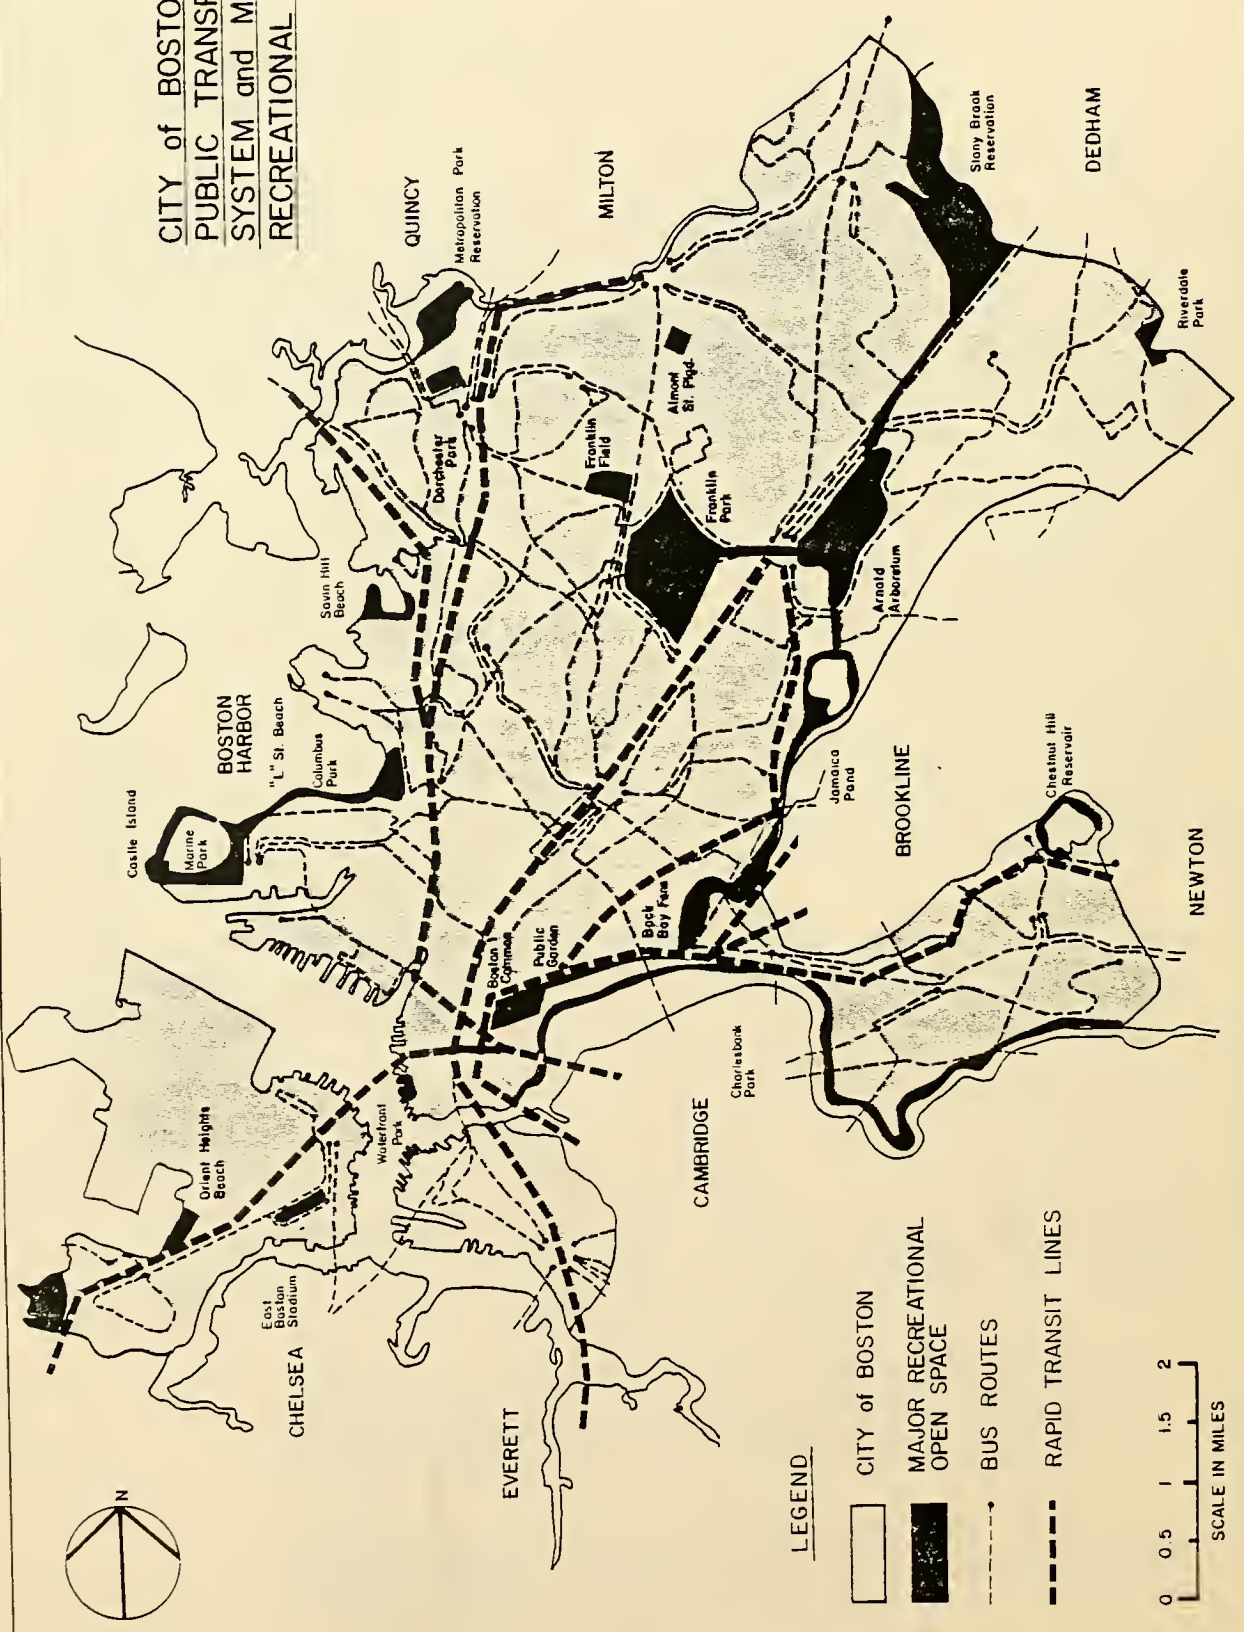 CITY of BOSTO
PUBLIC TRANSP
SYSTEM and M
RECREATIONAL
QUINCY
Metropolitan Park
Reservation
MILTON
Stony Brook
Reservation
DEDHAM
Riverdale
Park
Dorchester
Park
Almont
St. Plgd.
Franklin
Field
Franklin
Park
Savin Hill
Beach
Arnold
Arboretum
BOSTON
HARBOR
"L" St. Beach
Columbus
Park
Castle Island
Marine
Park
Jamaica
Pond
BROOKLINE
Chestnut Hill
Reservoir
NEWTON
Back
Bay Fens
Public
Garden
Boston
Common
Charlesbank
Park
CAMBRIDGE
Waterfront
Park
Orient Heights
Beach
East
Boston
Stadium
CHELSEA
EVERETT
N
LEGEND
CITY of BOSTON
MAJOR RECREATIONAL
OPEN SPACE
BUS ROUTES
RAPID TRANSIT LINES
0 0.5 1 1.5 2
SCALE IN MILES